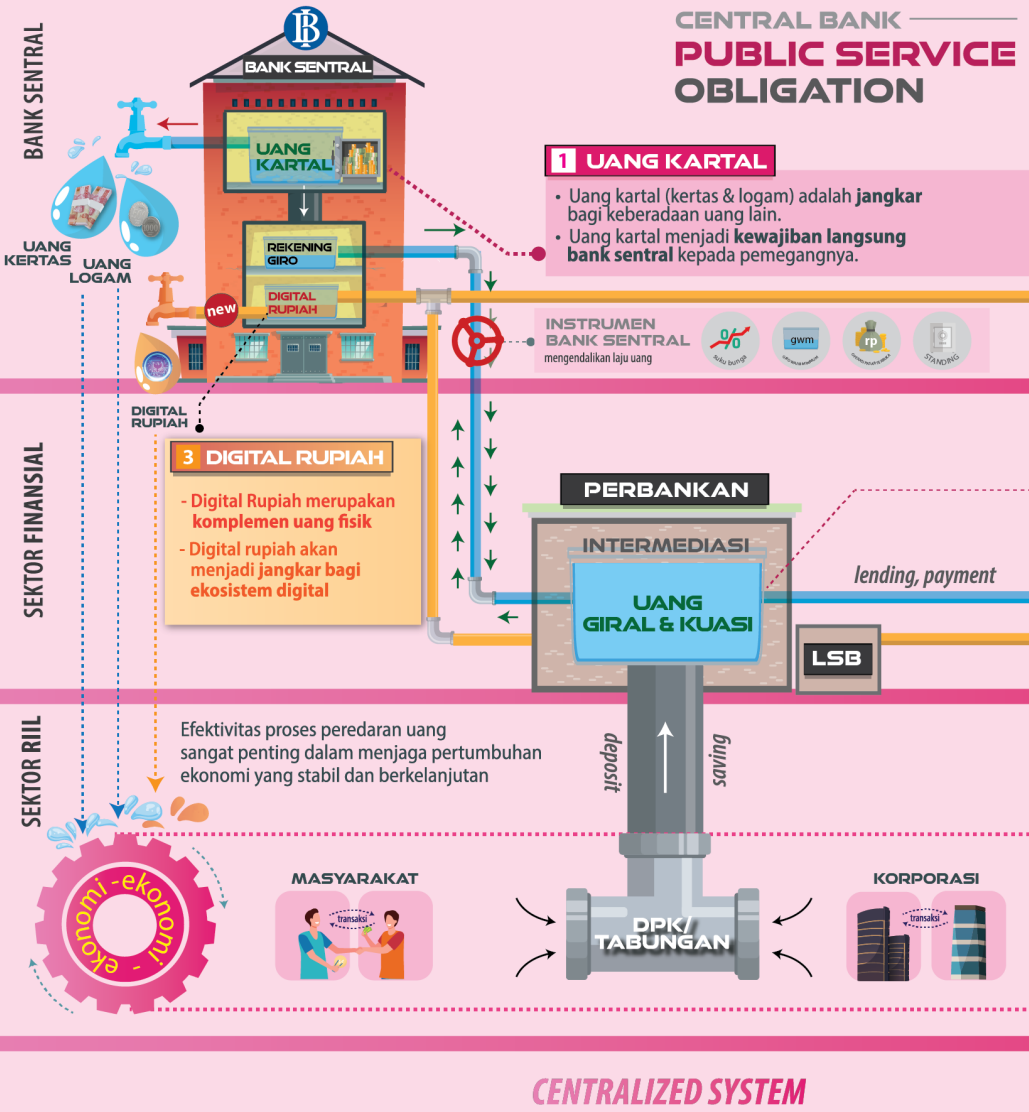 CENTRAL BANK
PUBLIC SERVICE
OBLIGATION
BANK SENTRAL
BI
BANK SENTRAL
UANG
KARTAL
UANG
KERTAS
UANG
LOGAM
REKENING
GIRO
DIGITAL
RUPIAH
new
DIGITAL
RUPIAH
1 UANG KARTAL
• Uang kartal (kertas & logam) adalah jangkar
bagi keberadaan uang lain.
• Uang kartal menjadi kewajiban langsung
bank sentral kepada pemegangnya.
INSTRUMEN
BANK SENTRAL
mengendalikan laju uang
%
suku bunga
gwm
rp
STANDING
SEKTOR FINANSIAL
3 DIGITAL RUPIAH
- Digital Rupiah merupakan
komplemen uang fisik
- Digital rupiah akan
menjadi jangkar bagi
ekosistem digital
PERBANKAN
INTERMEDIASI
UANG
GIRAL & KUASI
lending, payment
LSB
SEKTOR RIIL
Efektivitas proses peredaran uang
sangat penting dalam menjaga pertumbuhan
ekonomi yang stabil dan berkelanjutan
deposit
saving
ekonomi - ekonomi -
MASYARAKAT
transaksi
DPK/
TABUNGAN
KORPORASI
transaksi
CENTRALIZED SYSTEM